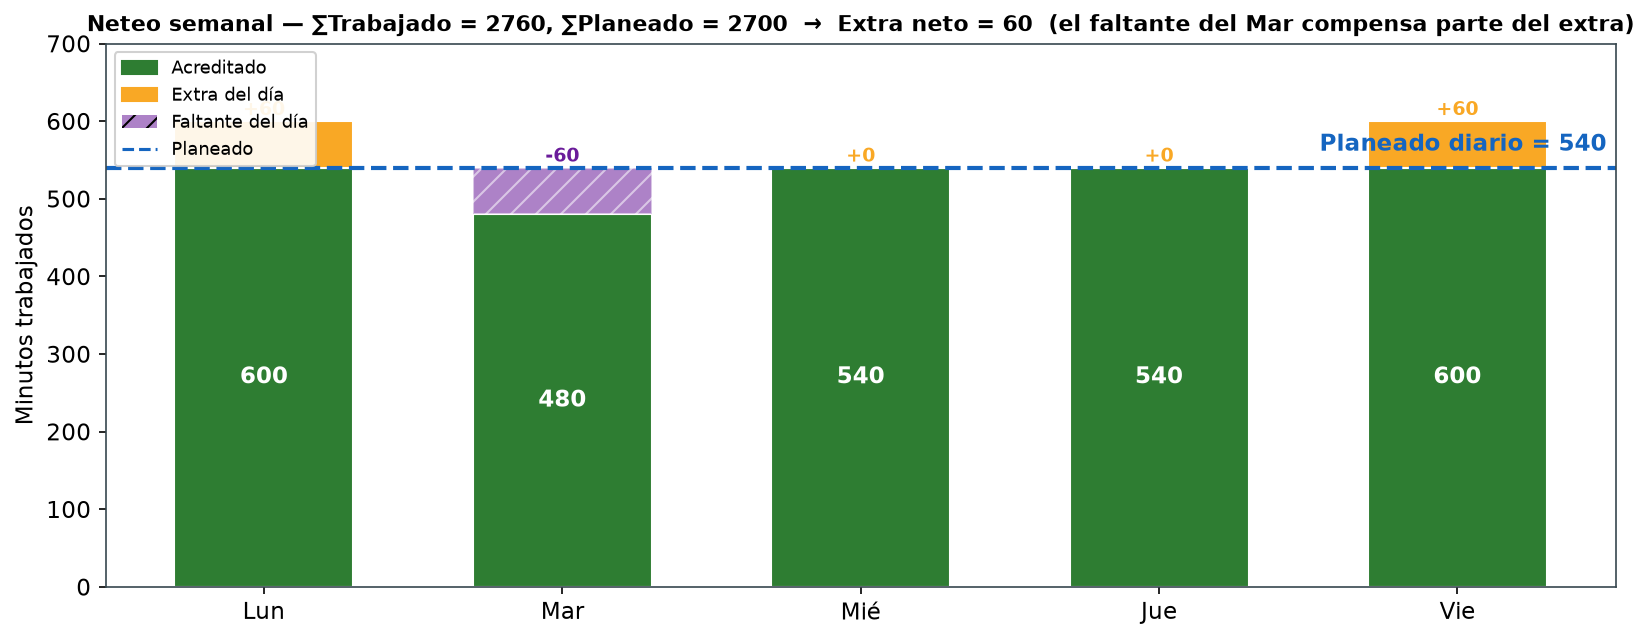 Neteo semanal — ∑Trabajado = 2760, ∑Planeado = 2700 → Extra neto = 60 (el faltante del Mar compensa parte del extra)
Minutos trabajados
700
600
500
400
300
200
100
0
Acreditado
Extra del día
Faltante del día
Planeado
-60
+0
+0
+60
Planeado diario = 540
600
480
540
540
600
Lun
Mar
Mié
Jue
Vie